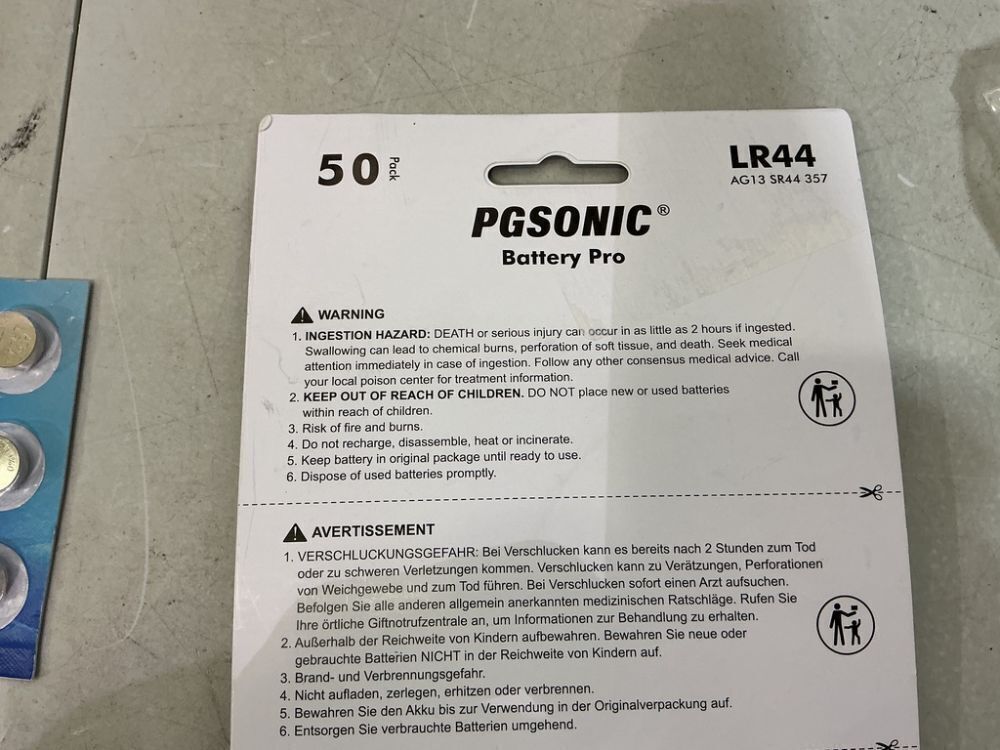 50 Pack
LR44
AG13 SR44 357
PGSONIC®
Battery Pro
WARNING
1. INGESTION HAZARD: DEATH or serious injury can occur in as little as 2 hours if ingested.
Swallowing can lead to chemical burns, perforation of soft tissue, and death. Seek medical
attention immediately in case of ingestion. Follow any other consensus medical advice. Call
your local poison center for treatment information.
2. KEEP OUT OF REACH OF CHILDREN. DO NOT place new or used batteries
within reach of children.
3. Risk of fire and burns.
4. Do not recharge, disassemble, heat or incinerate.
5. Keep battery in original package until ready to use.
6. Dispose of used batteries promptly.
AVERTISSEMENT
1. VERSCHLUCKUNGSGEFAHR: Bei Verschlucken kann es bereits nach 2 Stunden zum Tod
oder zu schweren Verletzungen kommen. Verschlucken kann zu Verätzungen, Perforationen
von Weichgewebe und zum Tod führen. Bei Verschlucken sofort einen Arzt aufsuchen.
Befolgen Sie alle anderen allgemein anerkannten medizinischen Ratschläge. Rufen Sie
Ihre örtliche Giftnotrufzentrale an, um Informationen zur Behandlung zu erhalten.
2. Außerhalb der Reichweite von Kindern aufbewahren. Bewahren Sie neue oder
gebrauchte Batterien NICHT in der Reichweite von Kindern auf.
3. Brand- und Verbrennungsgefahr.
4. Nicht aufladen, zerlegen, erhitzen oder verbrennen.
5. Bewahren Sie den Akku bis zur Verwendung in der Originalverpackung auf.
6. Entsorgen Sie verbrauchte Batterien umgehend.